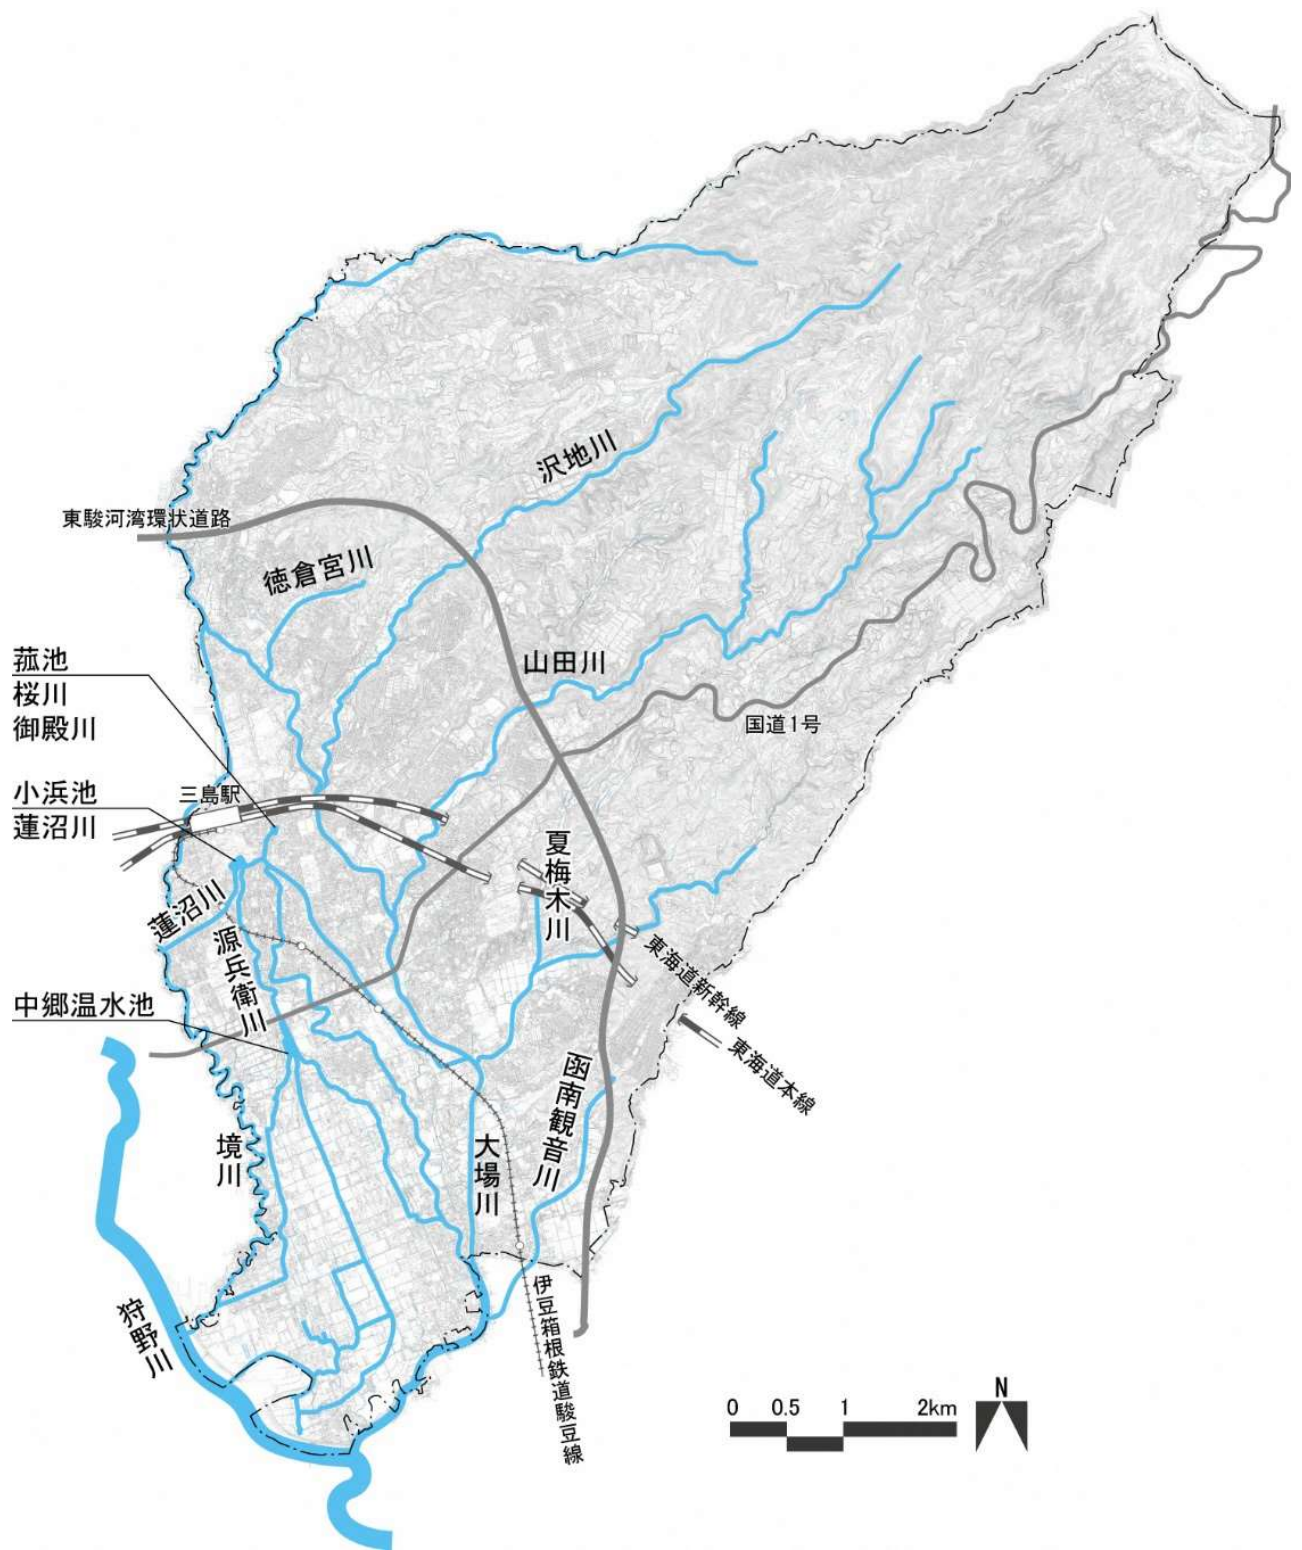 沢地川
東駿河湾環状道路
徳倉宮川
菰池
桜川
御殿川
山田川
国道1号
小浜池
蓮沼川
三島駅
夏梅木川
蓮沼川
源兵衛川
東海道新幹線
中郷温水池
東海道本線
函南観音川
境川
大場川
狩野川
伊豆箱根鉄道駿豆線
N
0 0.5 1 2km